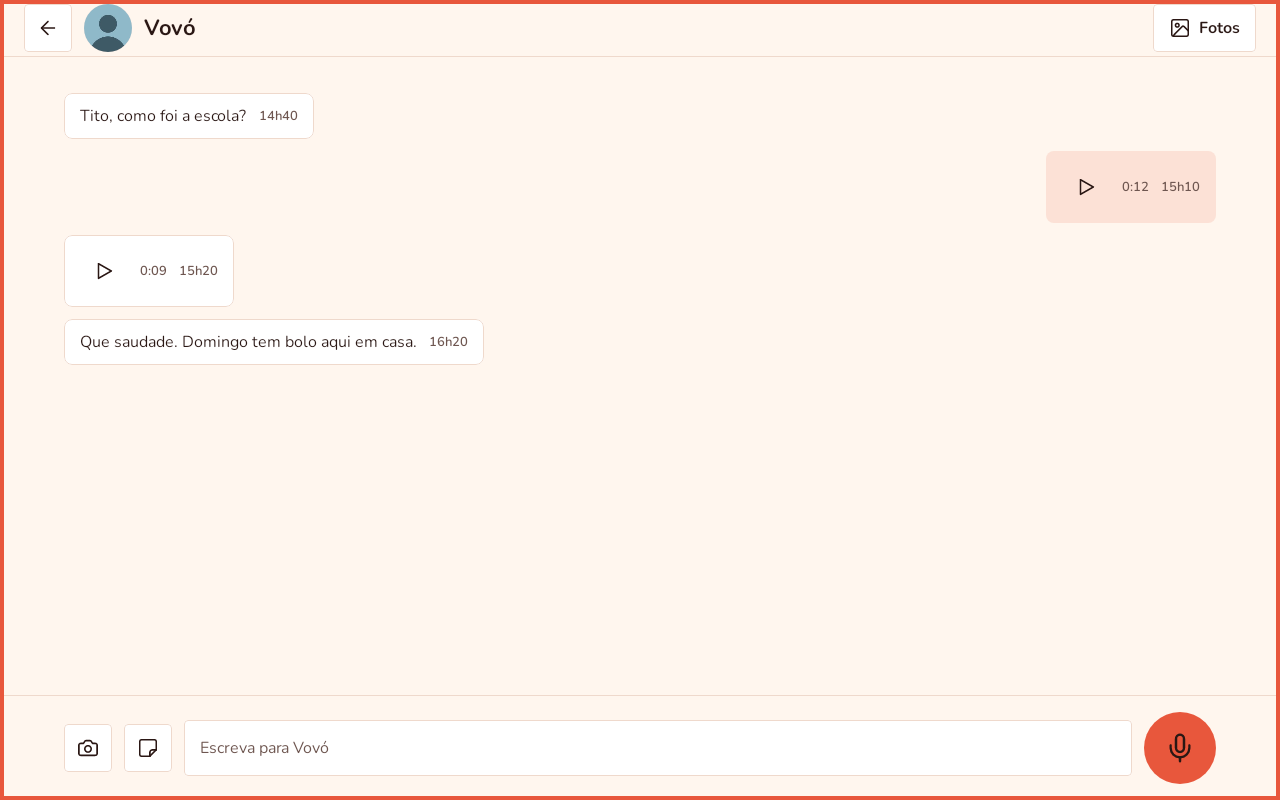 Vovó
Fotos
Tito, como foi a escola? 14h40
0:12 15h10
0:09 15h20
Que saudade. Domingo tem bolo aqui em casa. 16h20
Escreva para Vovó